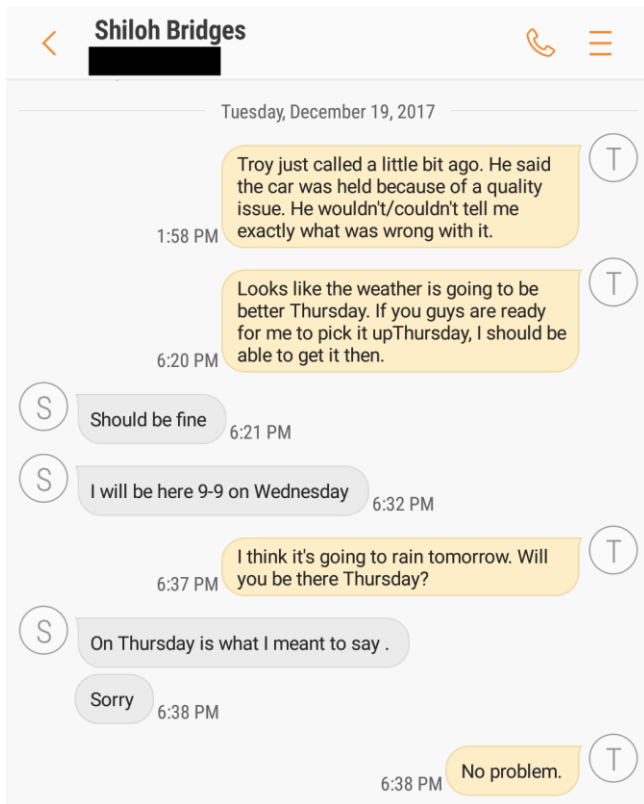 Shiloh Bridges
Tuesday, December 19, 2017
T
Troy just called a little bit ago. He said
the car was held because of a quality
issue. He wouldn't/couldn't tell me
exactly what was wrong with it.
1:58 PM
T
Looks like the weather is going to be
better Thursday. If you guys are ready
for me to pick it upThursday, I should be
able to get it then.
6:20 PM
S
Should be fine
6:21 PM
S
I will be here 9-9 on Wednesday
6:32 PM
T
I think it's going to rain tomorrow. Will
you be there Thursday?
6:37 PM
S
On Thursday is what I meant to say .
Sorry
6:38 PM
T
No problem.
6:38 PM